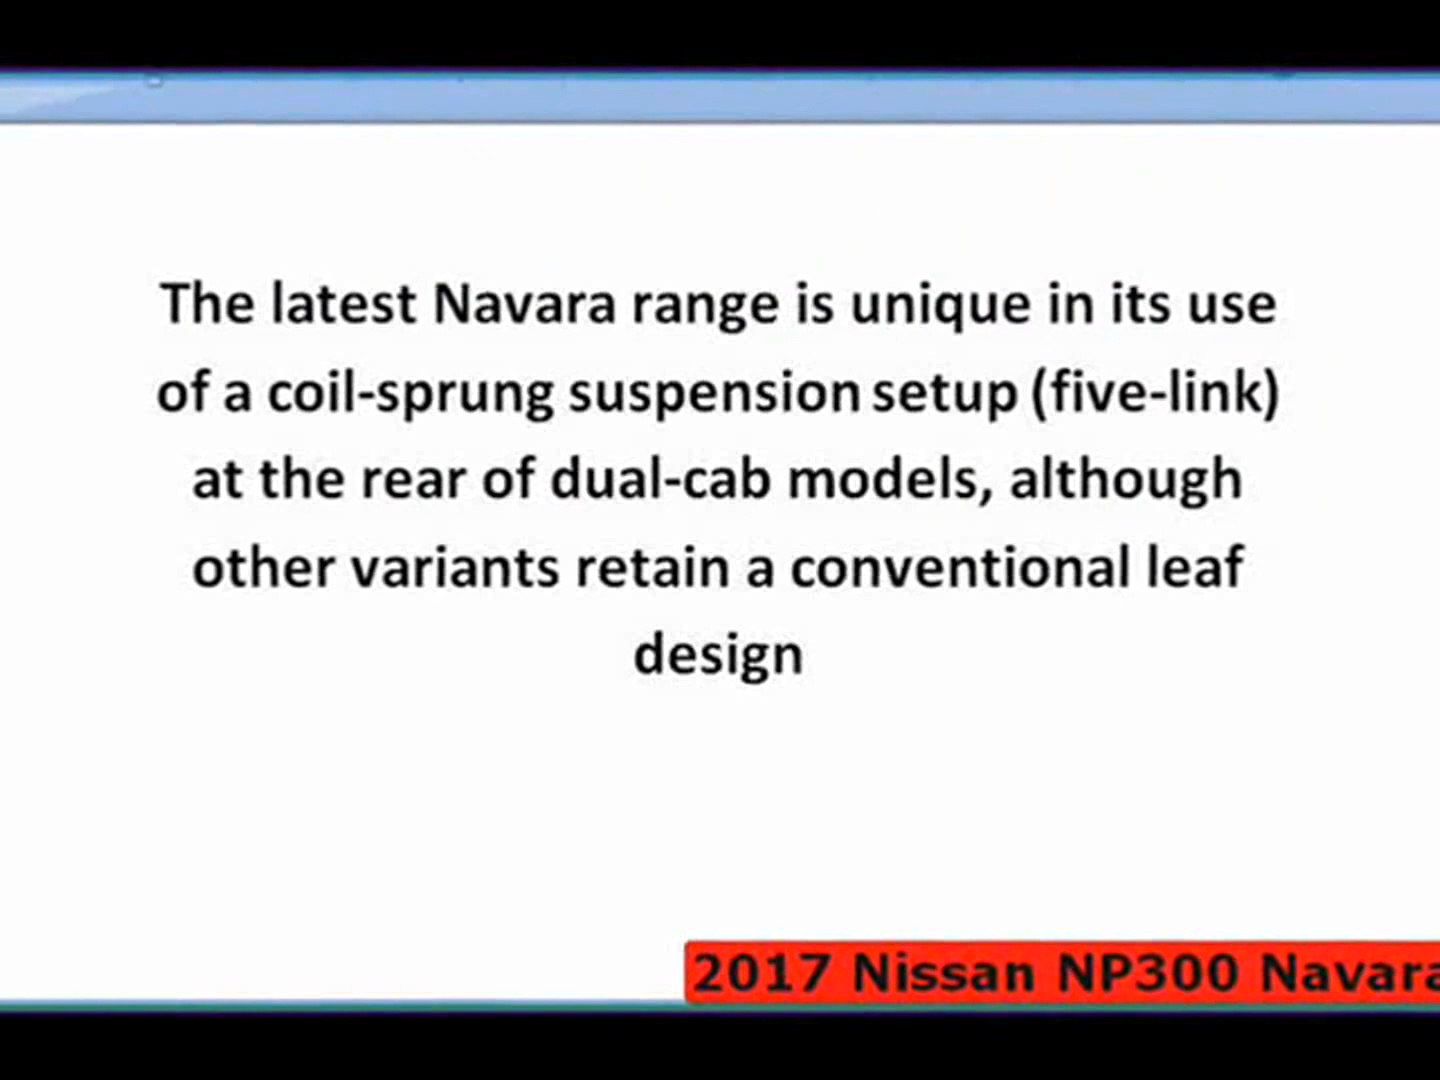 The latest Navara range is unique in its use
of a coil-sprung suspension setup (five-link)
at the rear of dual-cab models, although
other variants retain a conventional leaf
design
2017 Nissan NP300 Navara